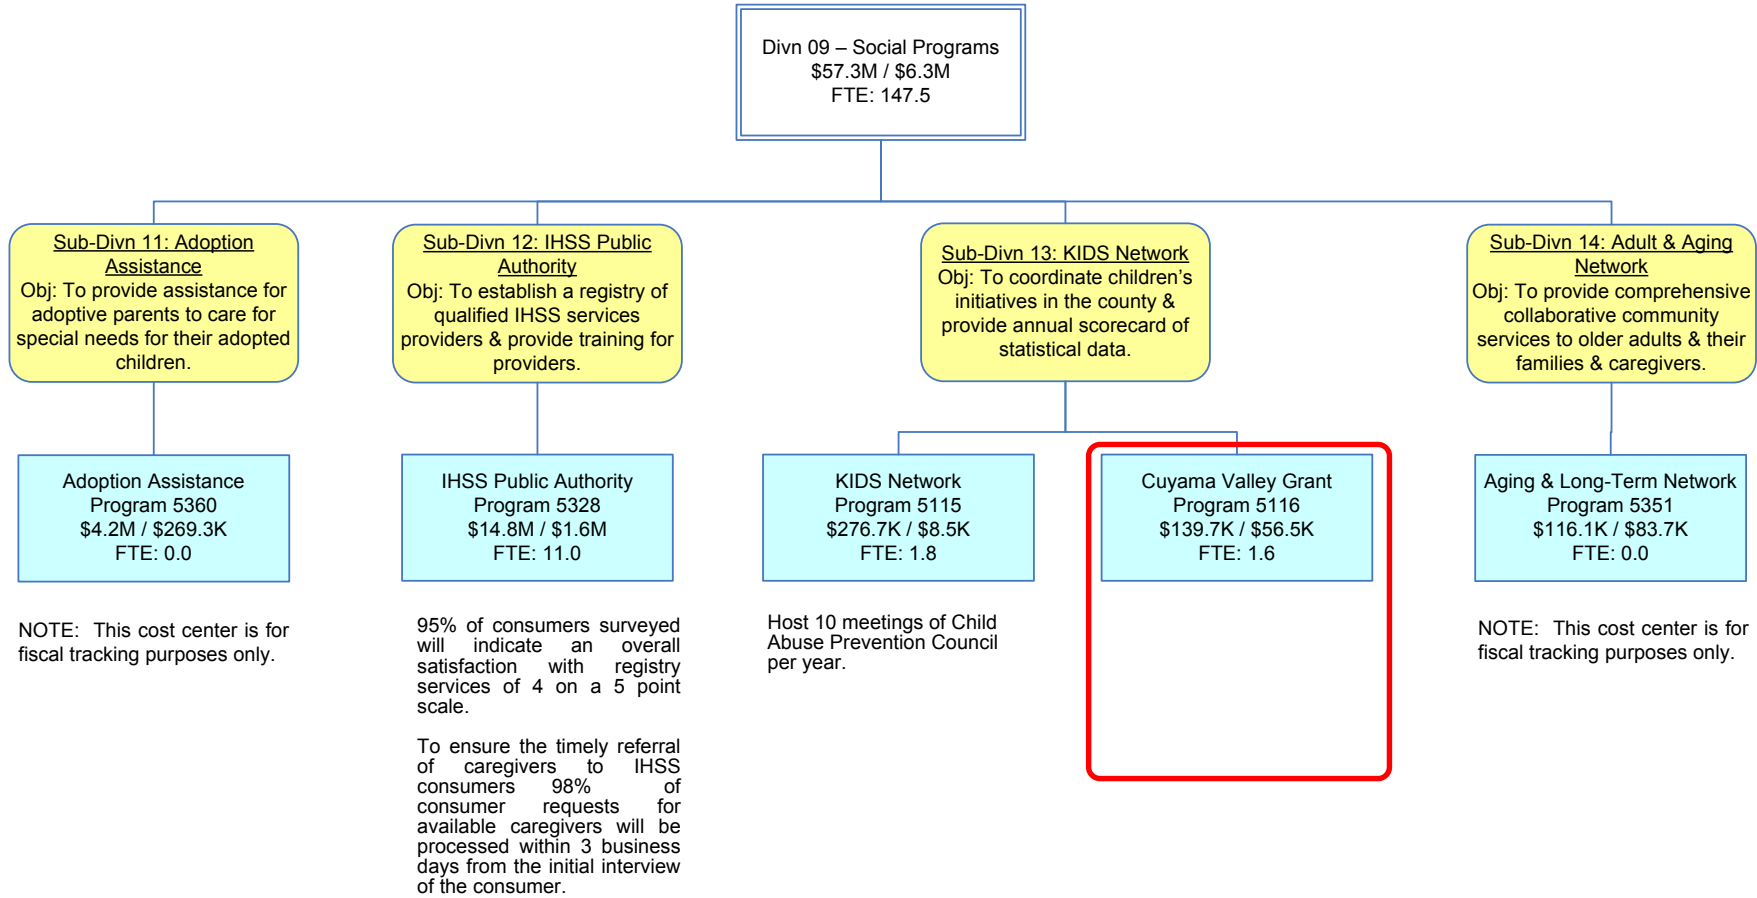 Divn 09 – Social Programs
$57.3M / $6.3M
FTE: 147.5
Sub-Divn 11: Adoption
Assistance
Obj: To provide assistance for
adoptive parents to care for
special needs for their adopted
children.
Sub-Divn 12: IHSS Public
Authority
Obj: To establish a registry of
qualified IHSS services
providers & provide training for
providers.
Sub-Divn 13: KIDS Network
Obj: To coordinate children’s
initiatives in the county &
provide annual scorecard of
statistical data.
Sub-Divn 14: Adult & Aging
Network
Obj: To provide comprehensive
collaborative community
services to older adults & their
families & caregivers.
Adoption Assistance
Program 5360
$4.2M / $269.3K
FTE: 0.0
IHSS Public Authority
Program 5328
$14.8M / $1.6M
FTE: 11.0
KIDS Network
Program 5115
$276.7K / $8.5K
FTE: 1.8
Cuyama Valley Grant
Program 5116
$139.7K / $56.5K
FTE: 1.6
Aging & Long-Term Network
Program 5351
$116.1K / $83.7K
FTE: 0.0
NOTE: This cost center is for
fiscal tracking purposes only.
95% of consumers surveyed
will indicate an overall
satisfaction with registry
services of 4 on a 5 point
scale.
To ensure the timely referral
of caregivers to IHSS
consumers 98% of
consumer requests for
available caregivers will be
processed within 3 business
days from the initial interview
of the consumer.
Host 10 meetings of Child
Abuse Prevention Council
per year.
NOTE: This cost center is for
fiscal tracking purposes only.